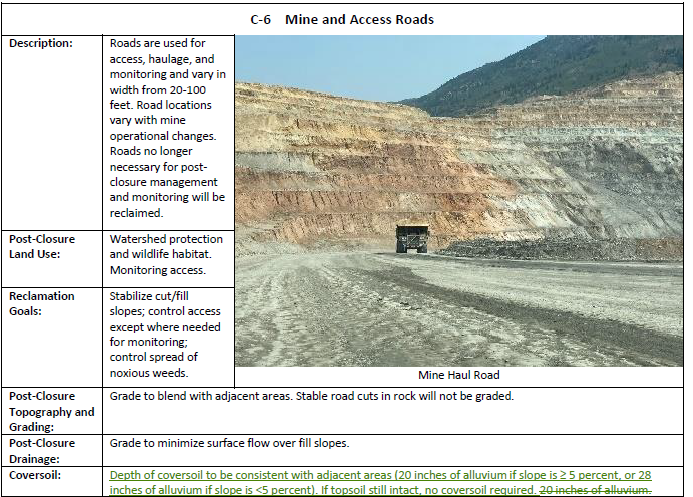 C-6 Mine and Access Roads
Description:
Roads are used for
access, haulage, and
monitoring and vary in
width from 20-100
feet. Road locations
vary with mine
operational changes.
Roads no longer
necessary for post-
closure management
and monitoring will be
reclaimed.
Mine Haul Road
Post-Closure
Land Use:
Watershed protection
and wildlife habitat.
Monitoring access.
Reclamation
Goals:
Stabilize cut/fill
slopes; control access
except where needed
for monitoring;
control spread of
noxious weeds.
Post-Closure
Topography and
Grading:
Grade to blend with adjacent areas. Stable road cuts in rock will not be graded.
Post-Closure
Drainage:
Grade to minimize surface flow over fill slopes.
Coversoil:
Depth of coversoil to be consistent with adjacent areas (20 inches of alluvium if slope is ≥ 5 percent, or 28
inches of alluvium if slope is <5 percent). If topsoil still intact, no coversoil required. 20 inches of alluvium.